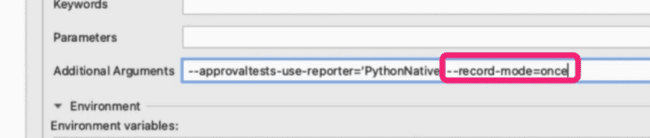 Keywords
Parameters
Additional Arguments --approvaltests-use-reporter='PythonNative --record-mode=once
Environment
Environment variables: